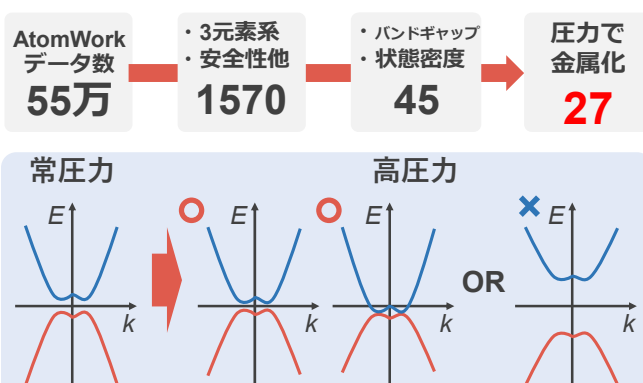 AtomWork
データ数
55万
・3元素系
・安全性他
1570
・バンドギャップ
・状態密度
45
圧力で
金属化
27
常圧力
高圧力
E
k
E
k
E
k
OR
E
k